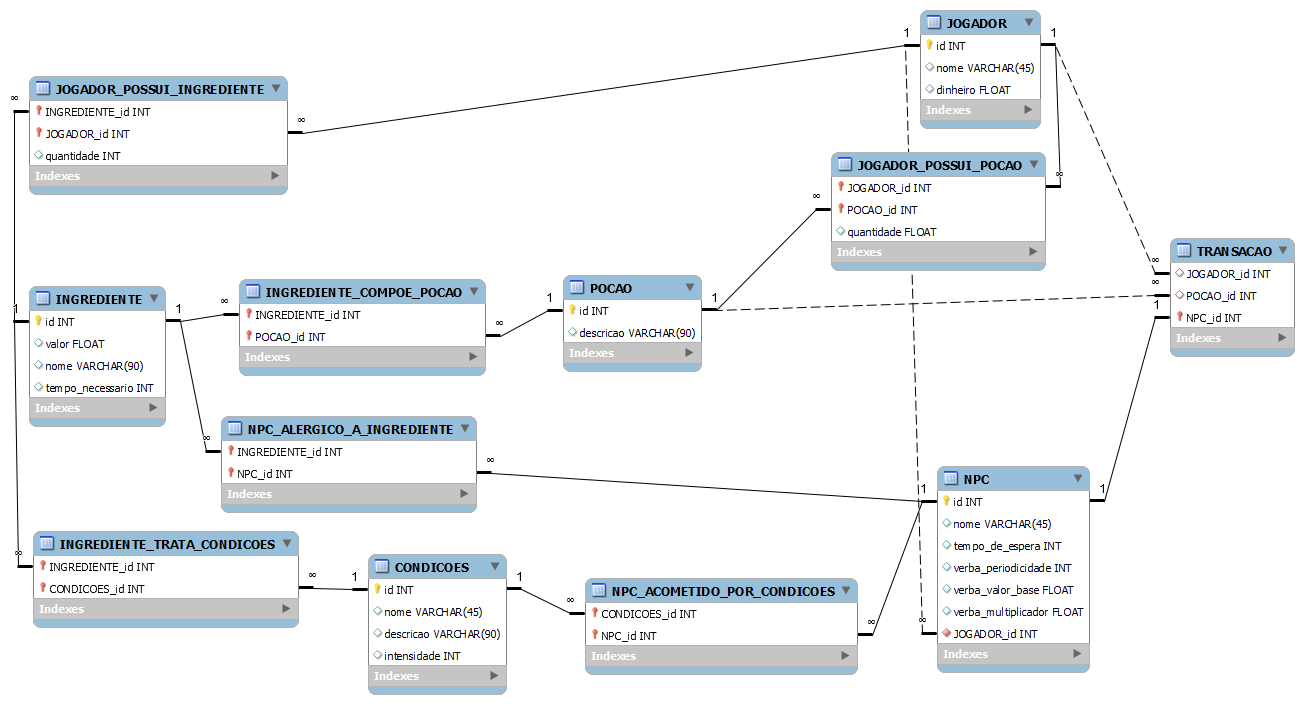 JOGADOR
id INT
nome VARCHAR(45)
dinheiro FLOAT
Indexes
1
1
JOGADOR_POSSUI_INGREDIENTE
INGREDIENTE_id INT
JOGADOR_id INT
quantidade INT
Indexes
∞
∞
JOGADOR_POSSUI_POCAO
JOGADOR_id INT
POCAO_id INT
quantidade FLOAT
Indexes
∞
∞
TRANSACAO
JOGADOR_id INT
POCAO_id INT
NPC_id INT
Indexes
∞
∞
1
INGREDIENTE
id INT
valor FLOAT
nome VARCHAR(90)
tempo_necessario INT
Indexes
1
1
INGREDIENTE_COMPOE_POCAO
INGREDIENTE_id INT
POCAO_id INT
Indexes
∞
∞
POCAO
id INT
descricao VARCHAR(90)
Indexes
1
1
NPC_ALERGICO_A_INGREDIENTE
INGREDIENTE_id INT
NPC_id INT
Indexes
∞
∞
NPC
id INT
nome VARCHAR(45)
tempo_de_espera INT
verba_periodicidade INT
verba_valor_base FLOAT
verba_multiplicador FLOAT
JOGADOR_id INT
Indexes
1
1
∞
INGREDIENTE_TRATA_CONDICOES
INGREDIENTE_id INT
CONDICOES_id INT
Indexes
∞
∞
CONDICOES
id INT
nome VARCHAR(45)
descricao VARCHAR(90)
intensidade INT
Indexes
1
1
NPC_ACOMETIDO_POR_CONDICOES
CONDICOES_id INT
NPC_id INT
Indexes
∞
∞